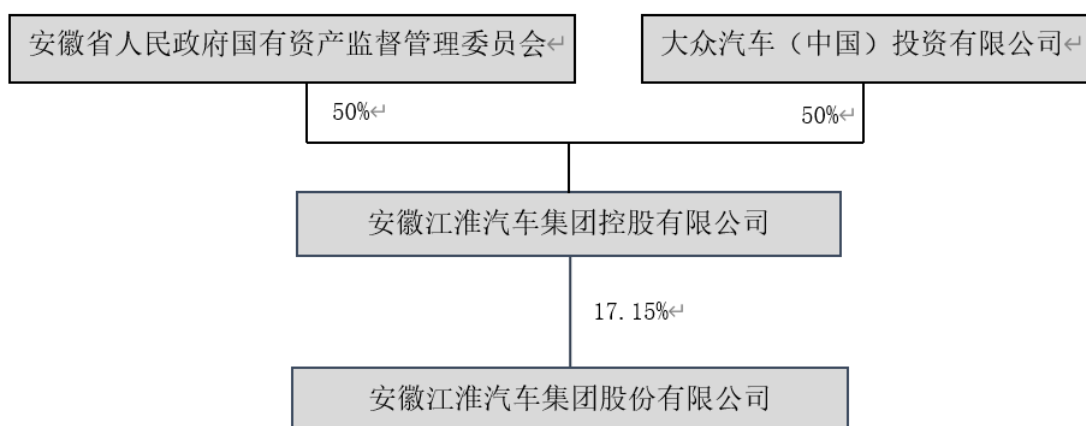 安徽省人民政府国有资产监督管理委员会↵
大众汽车（中国）投资有限公司↵
50%↵
50%↵
安徽江淮汽车集团控股有限公司
17.15%↵
安徽江淮汽车集团股份有限公司